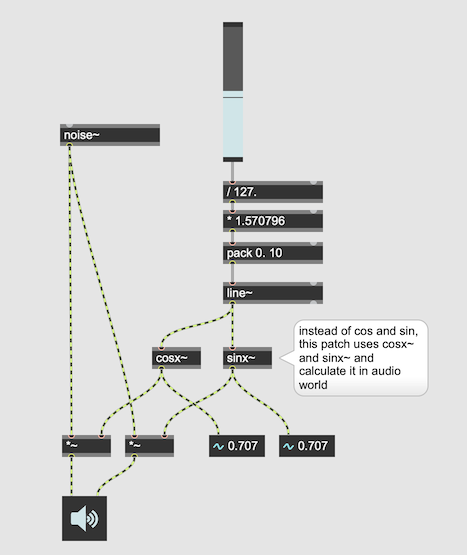 noise~
/ 127.
* 1.570796
pack 0. 10
line~
instead of cos and sin,
this patch uses cosx~
and sinx~ and
calculate it in audio
world
cosx~
sinx~
*~
*~
0.707
0.707